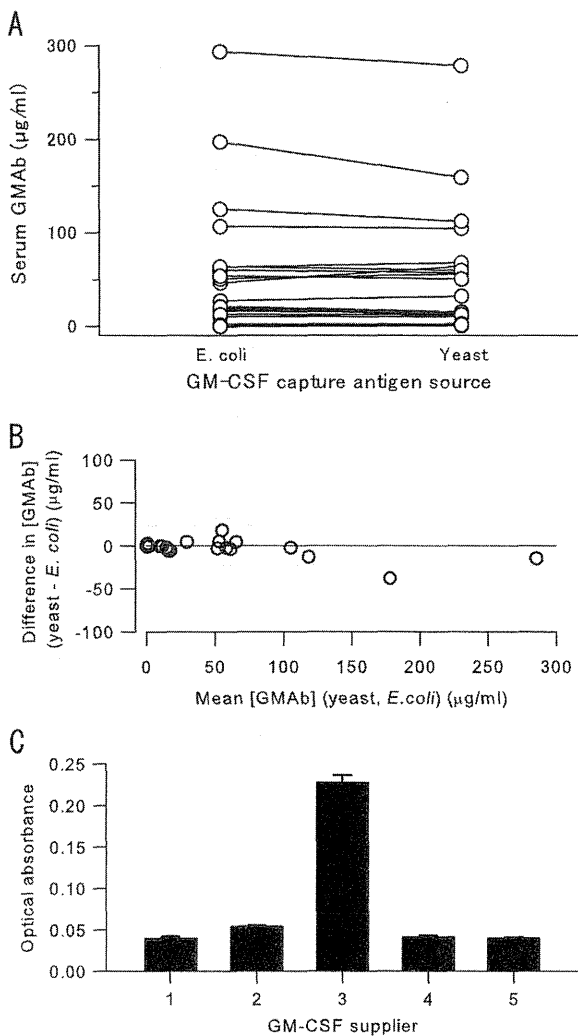 A
Serum GMAb (µg/ml)
300
200
100
0
E. coli Yeast
GM-CSF capture antigen source
B
Difference in [GMAb]
(yeast - E. coli) (µg/ml)
100
50
0
-50
-100
0 50 100 150 200 250 300
Mean [GMAb] (yeast, E.coli) (µg/ml)
C
Optical absorbance
0.25
0.20
0.15
0.10
0.05
0.00
1 2 3 4 5
GM-CSF supplier